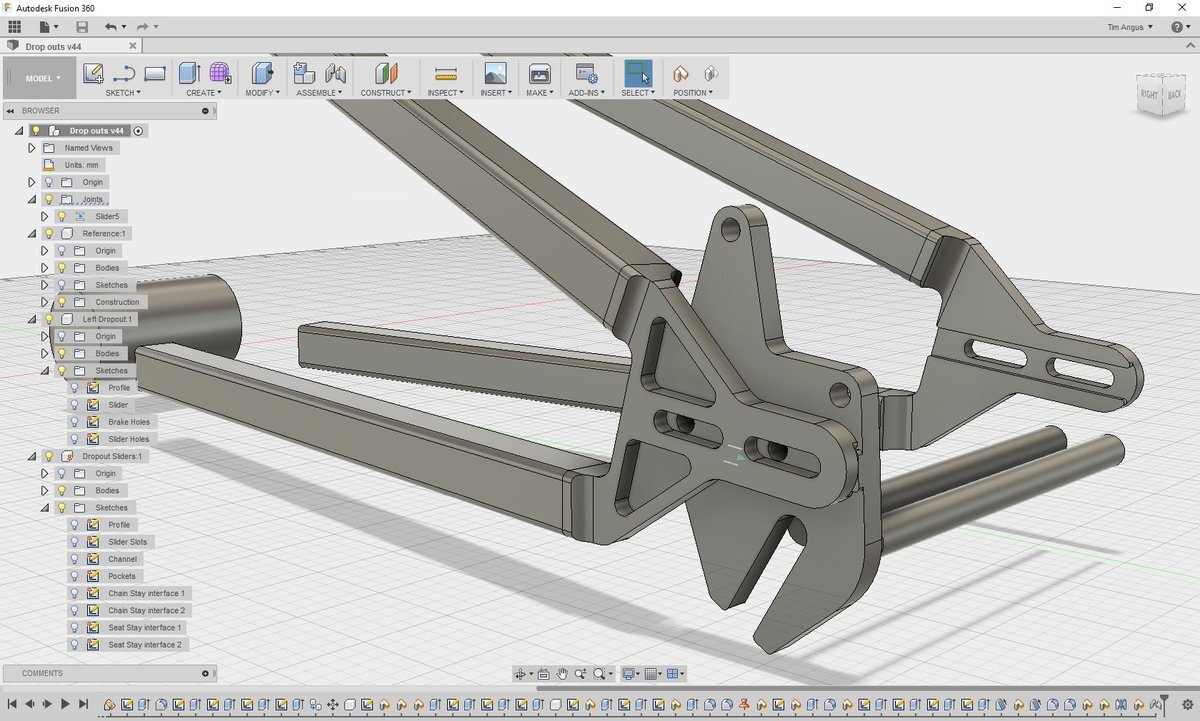 Autodesk Fusion 360
Tim Angus
Drop outs v44
MODEL
SKETCH
CREATE
MODIFY
ASSEMBLE
CONSTRUCT
INSPECT
INSERT
MAKE
ADD-INS
SELECT
POSITION
RIGHT
BACK
BROWSER
Drop outs v44
Named Views
Units: mm
Origin
Joints
Slider5
Reference:1
Origin
Bodies
Sketches
Construction
Left Dropout:1
Origin
Bodies
Sketches
Profile
Slider
Brake Holes
Slider Holes
Dropout Sliders:1
Origin
Bodies
Sketches
Profile
Slider Slots
Channel
Pockets
Chain Stay interface 1
Chain Stay interface 2
Seat Stay interface 1
Seat Stay interface 2
COMMENTS